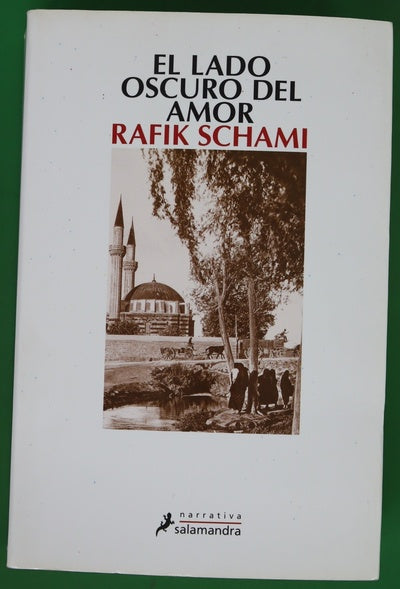 EL LADO
OSCURO DEL
AMOR
RAFIK SCHAMI
narrativa
salamandra